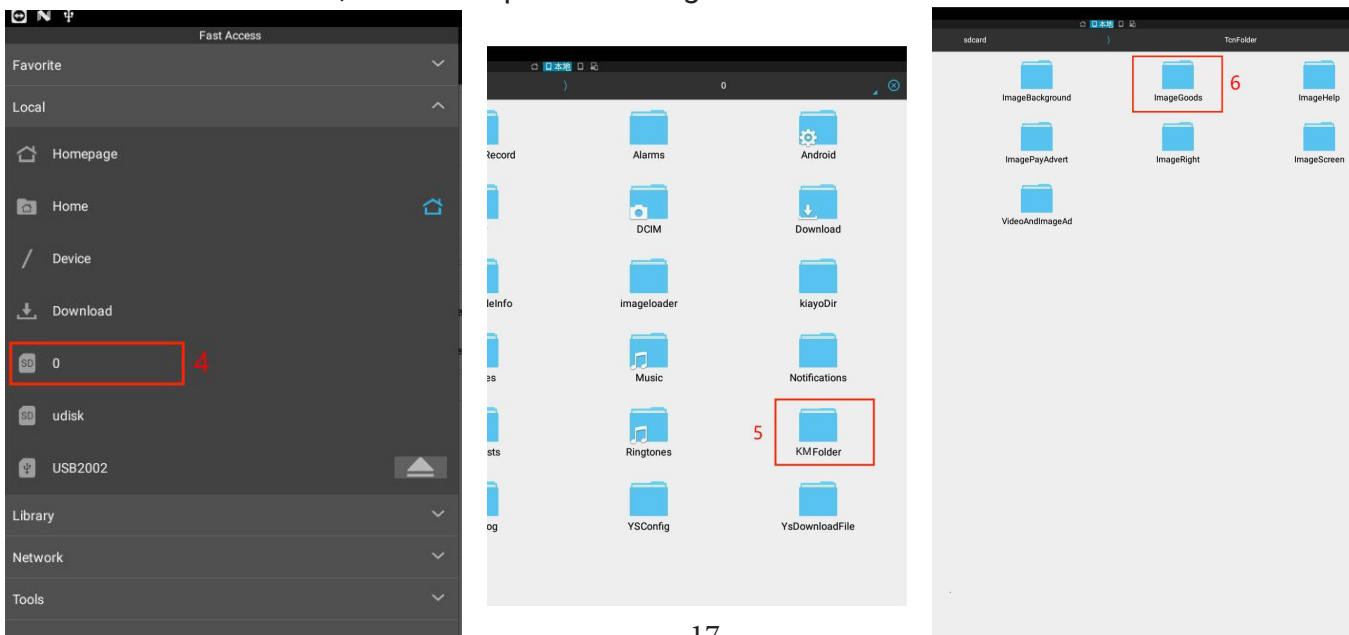 Fast Access
Favorite
Local
Homepage
Home
Device
Download
SD 0
4
SD udisk
USB2002
Library
Network
Tools
本地
0
Record
Alarms
Android
DCIM
Download
leInfo
imageloader
kiayoDir
es
Music
Notifications
sts
Ringtones
5
KMFolder
og
YSConfig
YsDownloadFile
17
本地
sdcard
TcnFolder
ImageBackground
ImageGoods
6
ImageHelp
ImagePayAdvert
ImageRight
ImageScreen
VideoAndImageAd